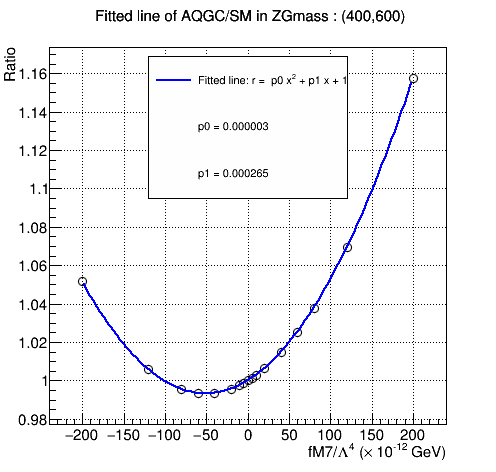 Fitted line of AQGC/SM in ZGmass : (400,600)
Ratio
Fitted line: r = p0 x² + p1 x + 1
p0 = 0.000003
p1 = 0.000265
1.16
1.14
1.12
1.1
1.08
1.06
1.04
1.02
1
0.98
−200 −150 −100 −50 0 50 100 150 200
fM7/Λ⁴ (× 10⁻¹² GeV)